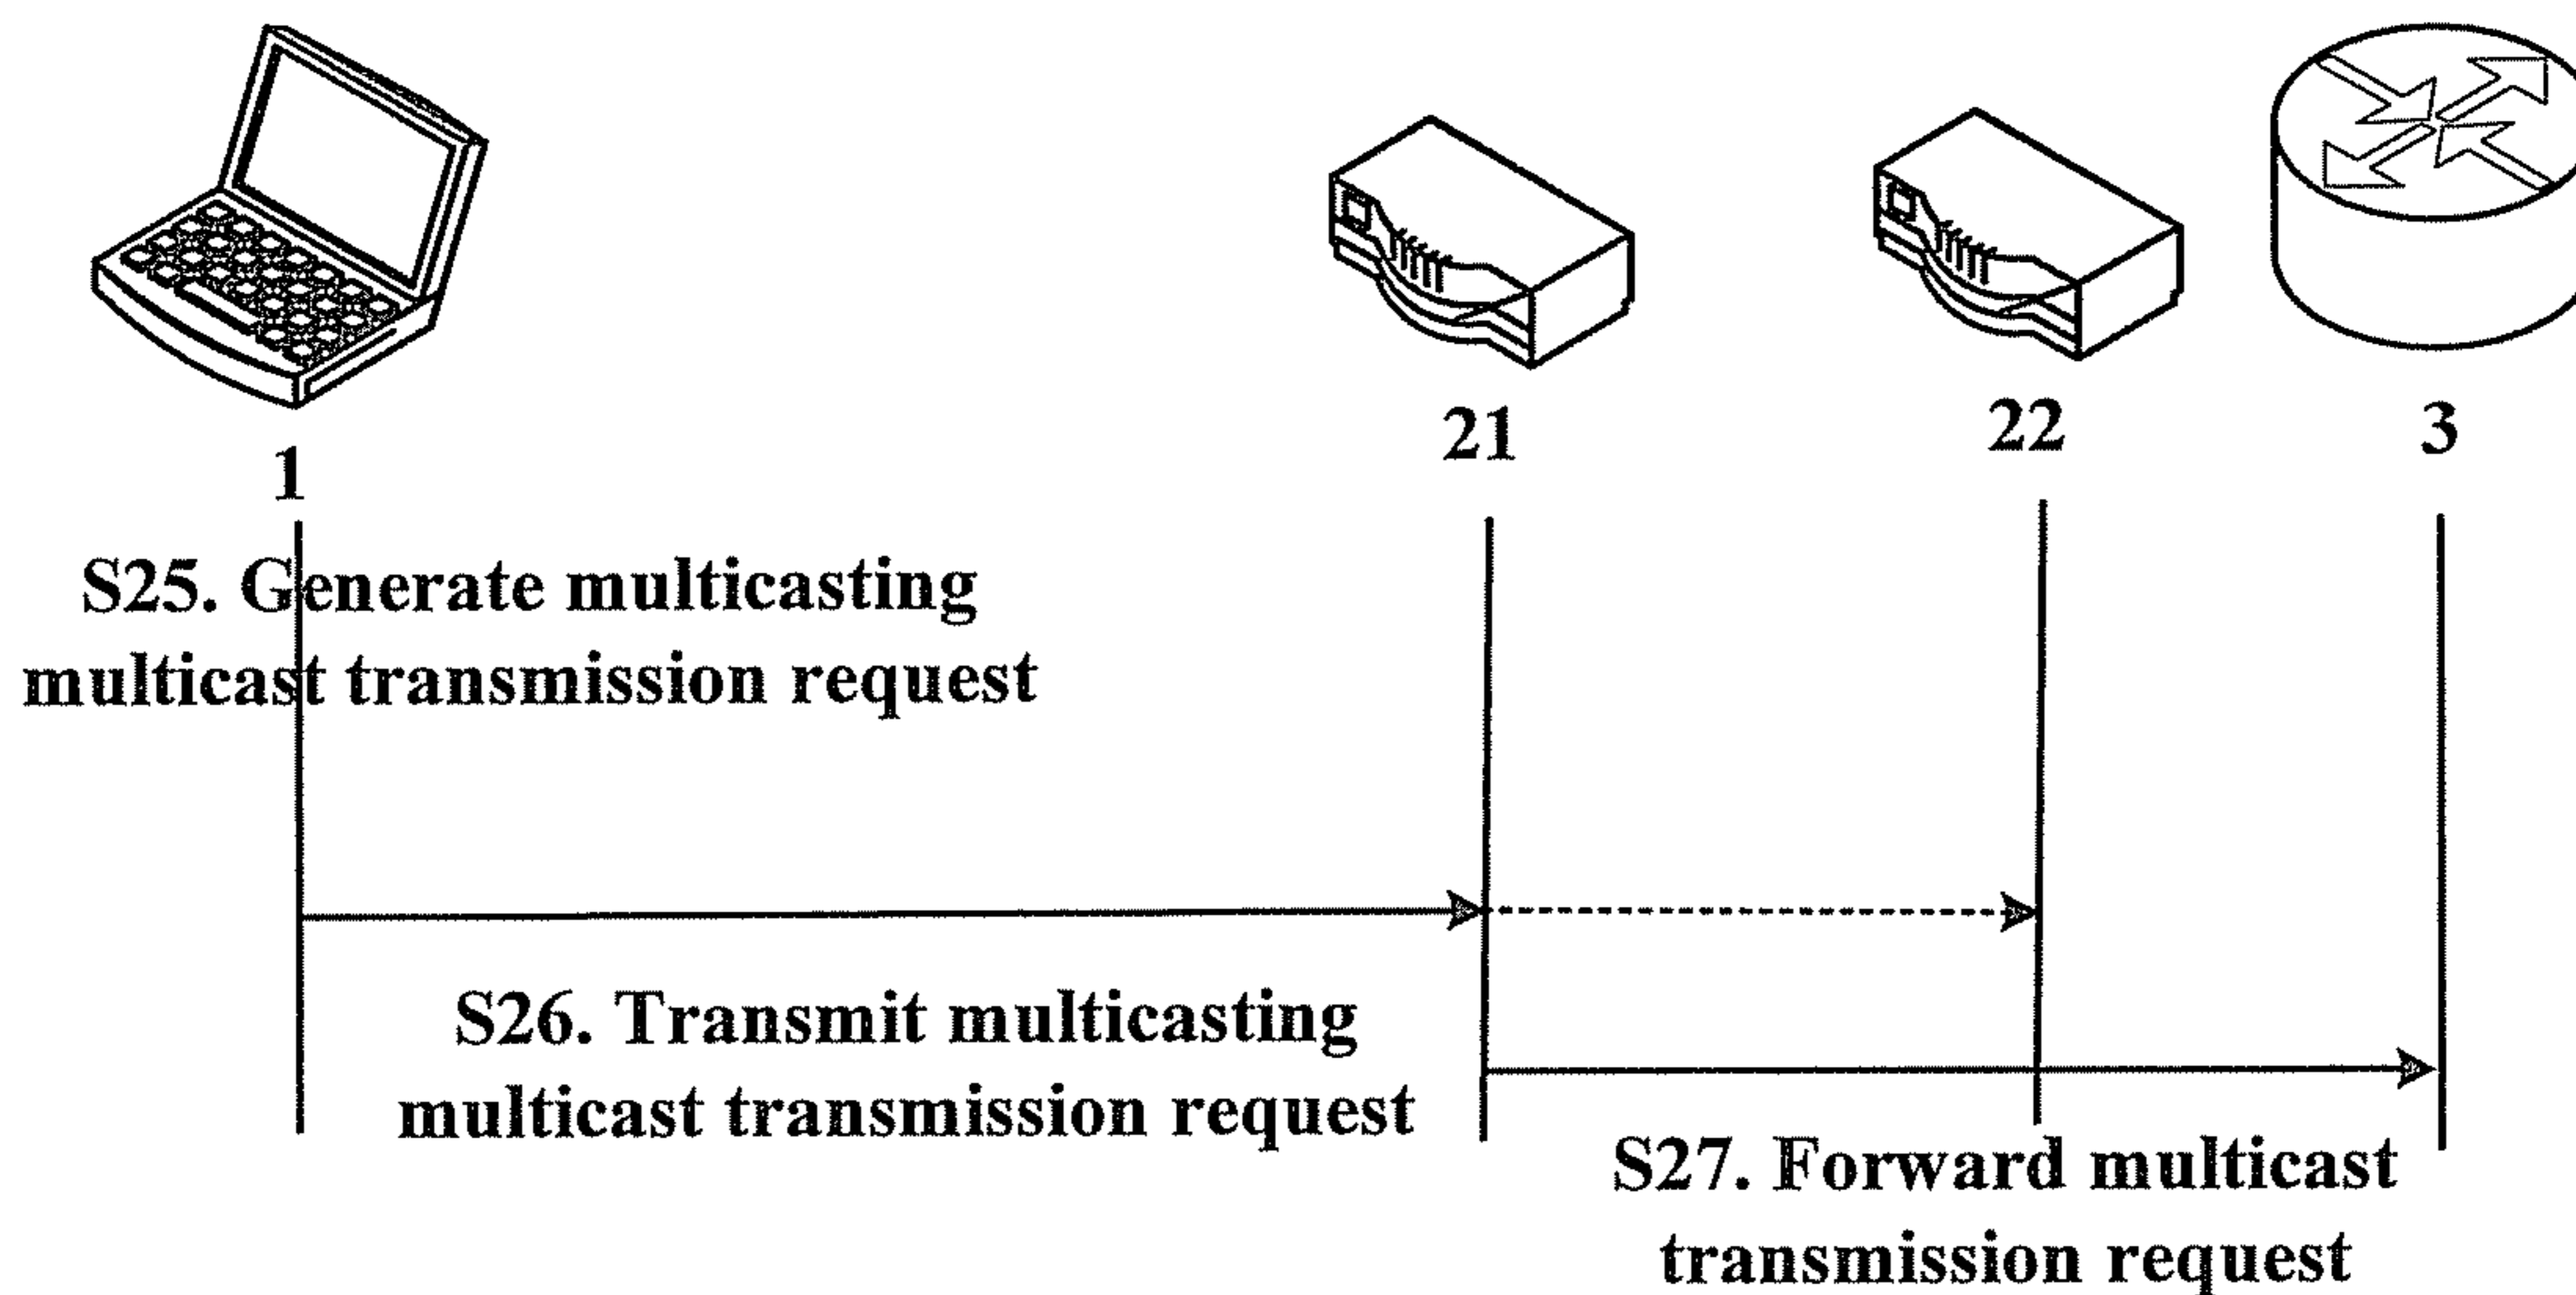 1
21
22
3
S25. Generate multicasting
multicast transmission request
S26. Transmit multicasting
multicast transmission request
S27. Forward multicast
transmission request